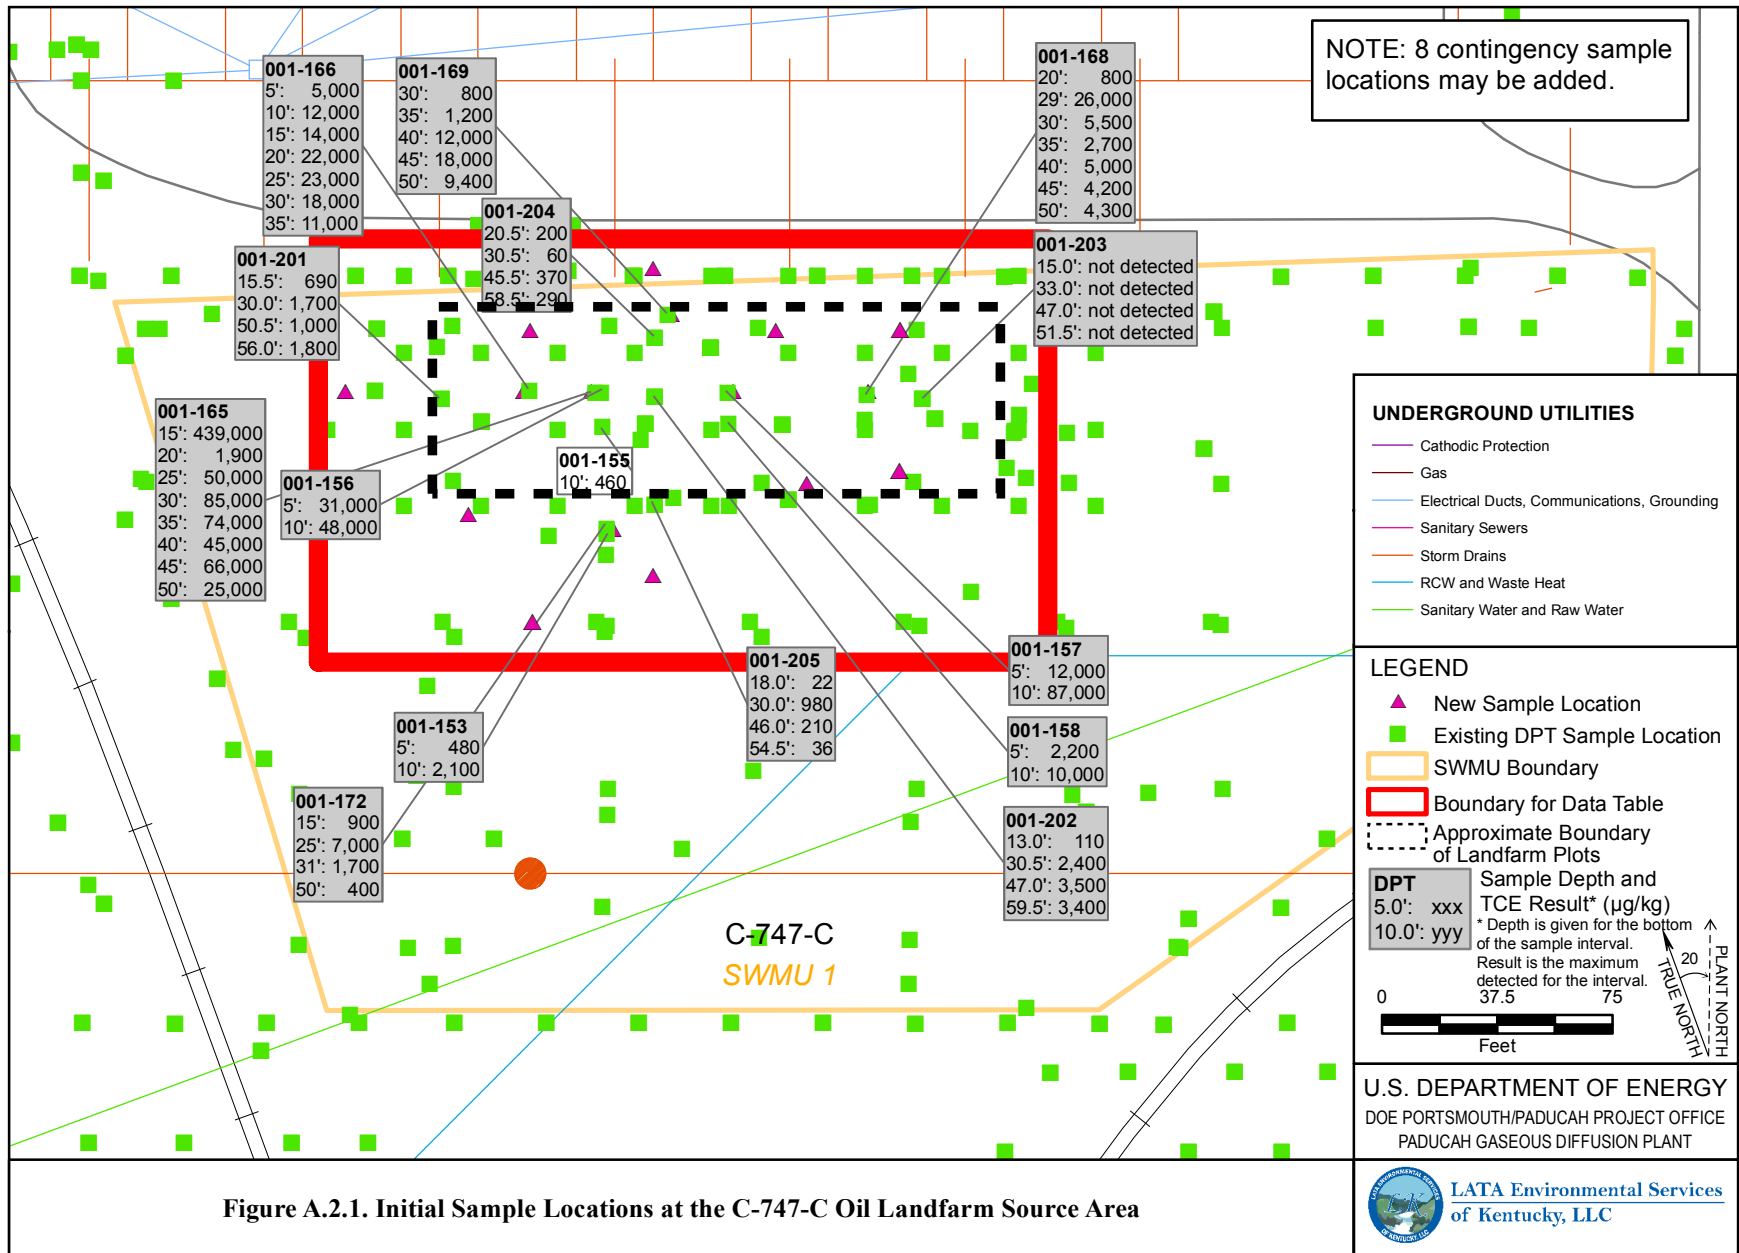 NOTE: 8 contingency sample
locations may be added.
001-166
5': 5,000
10': 12,000
15': 14,000
20': 22,000
25': 23,000
30': 18,000
35': 11,000
001-169
30': 800
35': 1,200
40': 12,000
45': 18,000
50': 9,400
001-168
20': 800
29': 26,000
30': 5,500
35': 2,700
40': 5,000
45': 4,200
50': 4,300
001-204
20.5': 200
30.5': 60
45.5': 370
58.5': 290
001-201
15.5': 690
30.0': 1,700
50.5': 1,000
56.0': 1,800
001-203
15.0': not detected
33.0': not detected
47.0': not detected
51.5': not detected
001-165
15': 439,000
20': 1,900
25': 50,000
30': 85,000
35': 74,000
40': 45,000
45': 66,000
50': 25,000
001-156
5': 31,000
10': 48,000
001-155
10': 460
001-205
18.0': 22
30.0': 980
46.0': 210
54.5': 36
001-157
5': 12,000
10': 87,000
001-153
5': 480
10': 2,100
001-158
5': 2,200
10': 10,000
001-172
15': 900
25': 7,000
31': 1,700
50': 400
001-202
13.0': 110
30.5': 2,400
47.0': 3,500
59.5': 3,400
C-747-C
SWMU 1
UNDERGROUND UTILITIES
Cathodic Protection
Gas
Electrical Ducts, Communications, Grounding
Sanitary Sewers
Storm Drains
RCW and Waste Heat
Sanitary Water and Raw Water
LEGEND
New Sample Location
Existing DPT Sample Location
SWMU Boundary
Boundary for Data Table
Approximate Boundary
of Landfarm Plots
DPT
5.0': xxx
10.0': yyy
Sample Depth and
TCE Result* (µg/kg)
* Depth is given for the bottom
of the sample interval.
Result is the maximum
detected for the interval.
0 37.5 75
Feet
20
TRUE NORTH
PLANT NORTH
U.S. DEPARTMENT OF ENERGY
DOE PORTSMOUTH/PADUCAH PROJECT OFFICE
PADUCAH GASEOUS DIFFUSION PLANT
LATA ENVIRONMENTAL SERVICES
OF KENTUCKY, LLC
LATA Environmental Services
of Kentucky, LLC
Figure A.2.1. Initial Sample Locations at the C-747-C Oil Landfarm Source Area